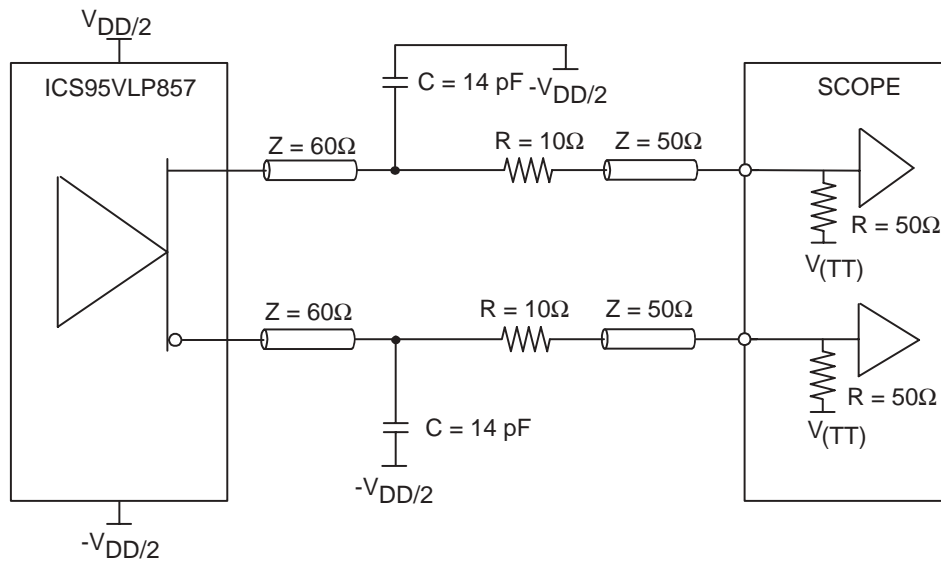 VDD/2
ICS95VLP857
C = 14 pF
-VDD/2
SCOPE
Z = 60Ω
R = 10Ω
Z = 50Ω
R = 50Ω
V(TT)
Z = 60Ω
R = 10Ω
Z = 50Ω
R = 50Ω
V(TT)
C = 14 pF
-VDD/2
-VDD/2